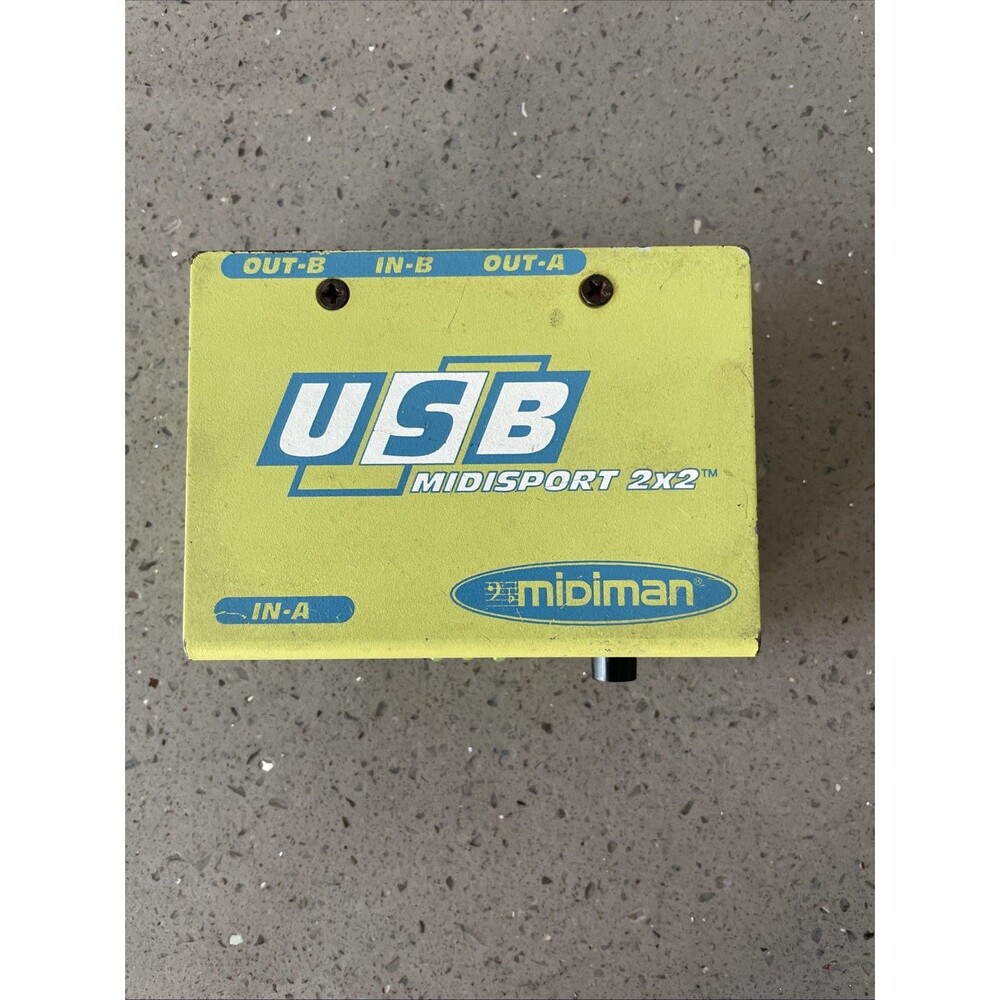 OUT-B IN-B OUT-A
USB
MIDISPORT 2x2™
midiman®
IN-A